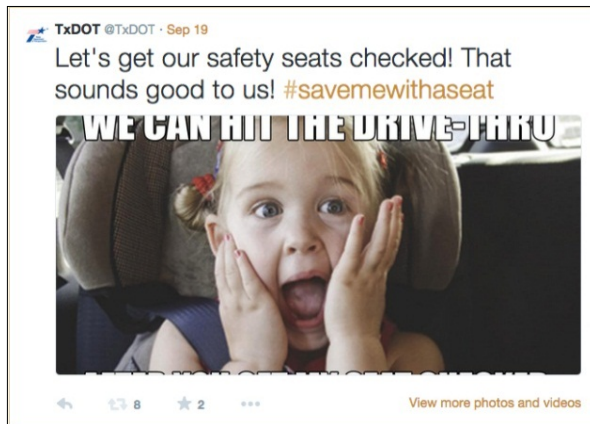 TxDOT @TxDOT · Sep 19
Let's get our safety seats checked! That
sounds good to us! #savemewithaseat
WE CAN HIT THE DRIVE-THRU
8 2
View more photos and videos